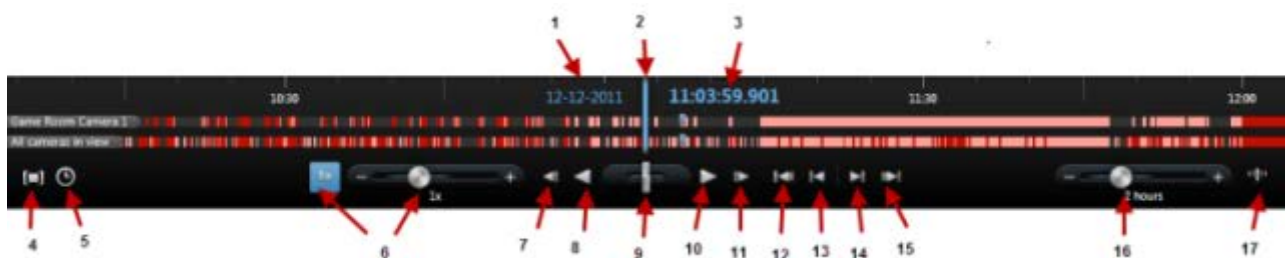 1 2 3
10:30 12-12-2011 11:03:59.901 11:30 12:00
Game Room Camera 1
All cameras in view
1x
1x 2 hours
4 5 6 7 8 9 10 11 12 13 14 15 16 17